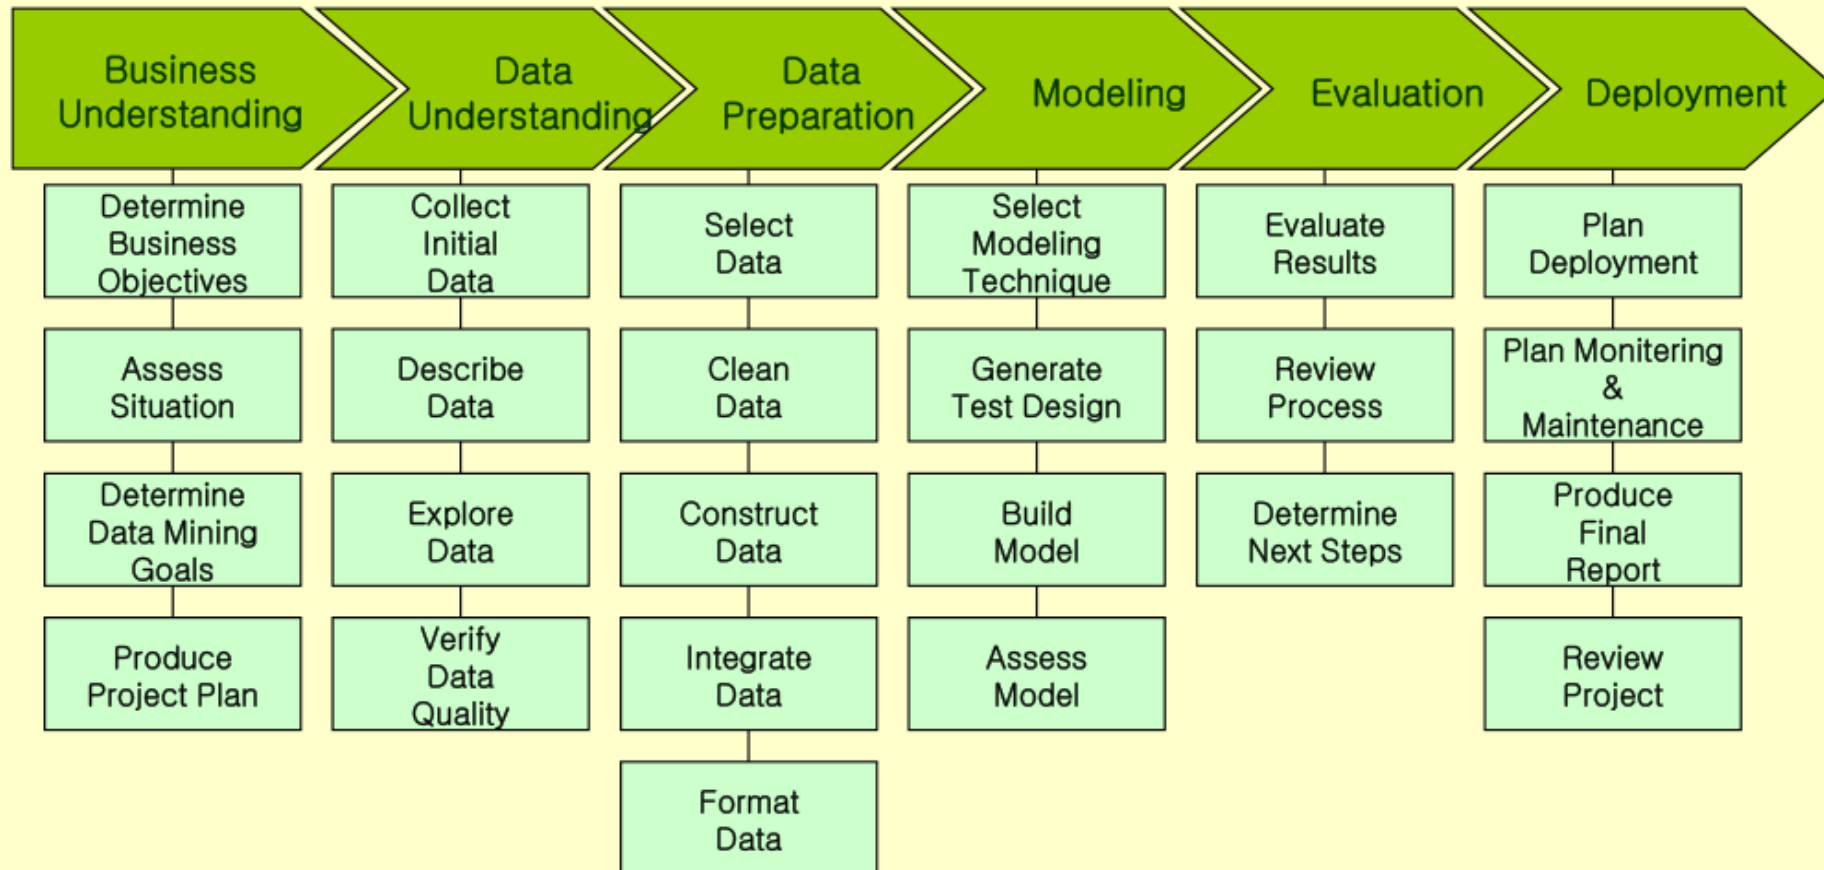 Business
Understanding
Data
Understanding
Data
Preparation
Modeling
Evaluation
Deployment
Determine
Business
Objectives
Assess
Situation
Determine
Data Mining
Goals
Produce
Project Plan
Collect
Initial
Data
Describe
Data
Explore
Data
Verify
Data
Quality
Select
Data
Clean
Data
Construct
Data
Integrate
Data
Format
Data
Select
Modeling
Technique
Generate
Test Design
Build
Model
Assess
Model
Evaluate
Results
Review
Process
Determine
Next Steps
Plan
Deployment
Plan Monitering
&
Maintenance
Produce
Final
Report
Review
Project